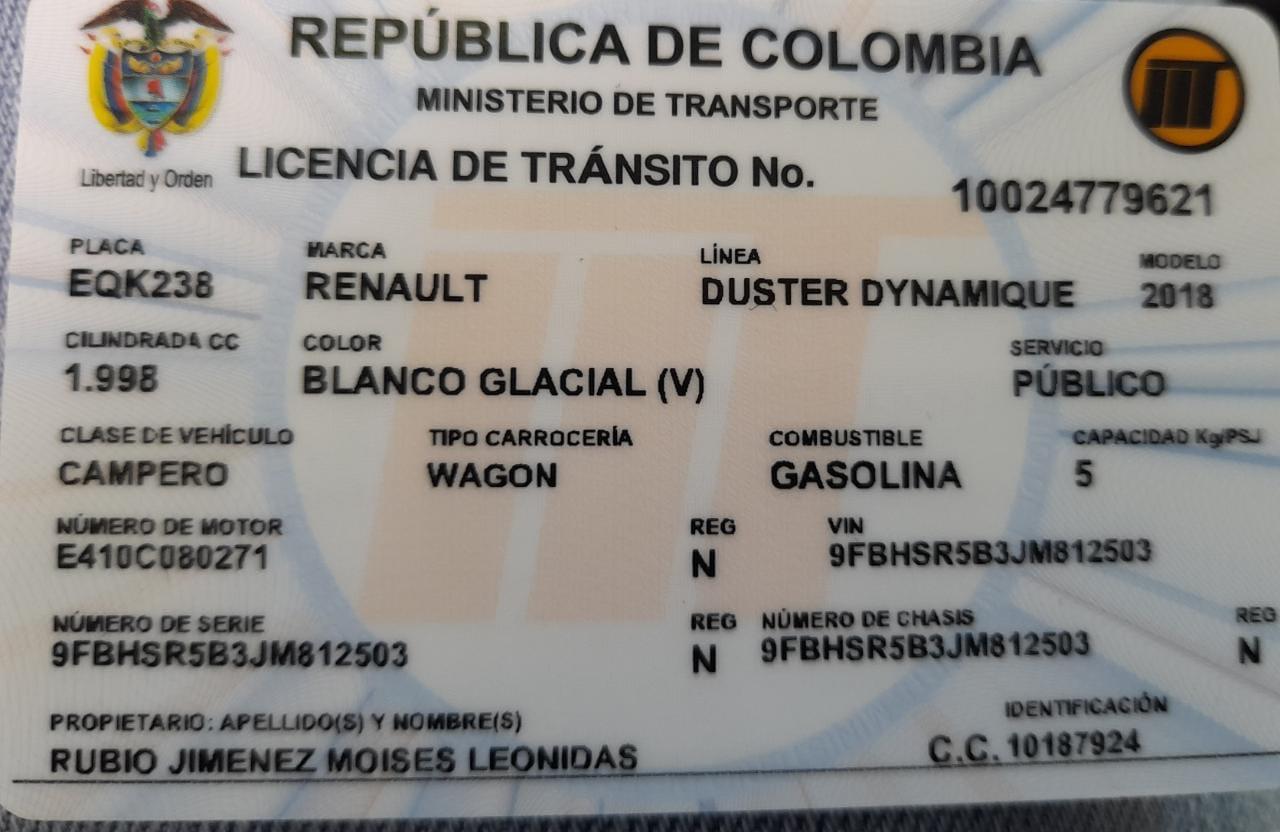 REPÚBLICA DE COLOMBIA
MINISTERIO DE TRANSPORTE
Libertad y Orden
LICENCIA DE TRÁNSITO No.
10024779621
PLACA MARCA LÍNEA MODELO
EQK238 RENAULT DUSTER DYNAMIQUE 2018
CILINDRADA CC COLOR SERVICIO
1.998 BLANCO GLACIAL (V) PÚBLICO
CLASE DE VEHÍCULO TIPO CARROCERÍA COMBUSTIBLE CAPACIDAD Kg/PSJ
CAMPERO WAGON GASOLINA 5
NÚMERO DE MOTOR REG VIN
E410C080271 N 9FBHSR5B3JM812503
NÚMERO DE SERIE REG NÚMERO DE CHASIS REG
9FBHSR5B3JM812503 N 9FBHSR5B3JM812503 N
PROPIETARIO: APELLIDO(S) Y NOMBRE(S) IDENTIFICACIÓN
RUBIO JIMENEZ MOISES LEONIDAS C.C. 10187924